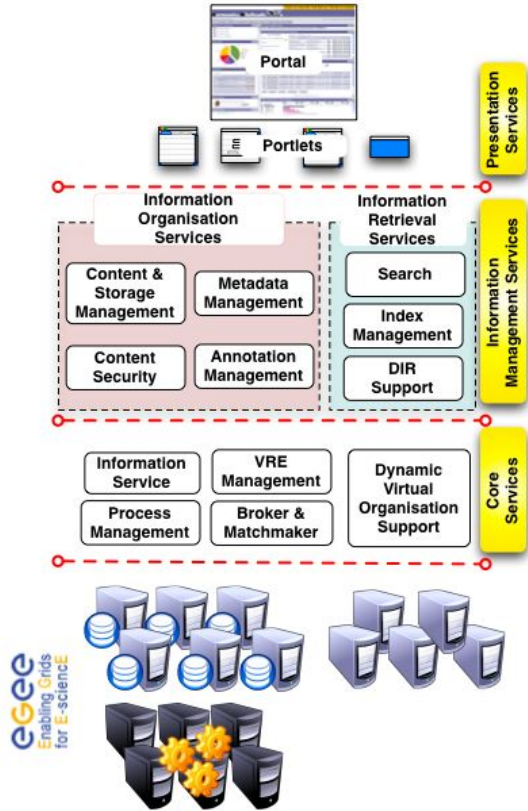 Portal
Portlets
Presentation
Services
Information
Organisation
Services
Information
Retrieval
Services
Content &
Storage
Management
Metadata
Management
Content
Security
Annotation
Management
Search
Index
Management
DIR
Support
Information
Management Services
Information
Service
VRE
Management
Process
Management
Broker &
Matchmaker
Dynamic
Virtual
Organisation
Support
Core
Services
eGee
Enabling Grids
for E-sciencE